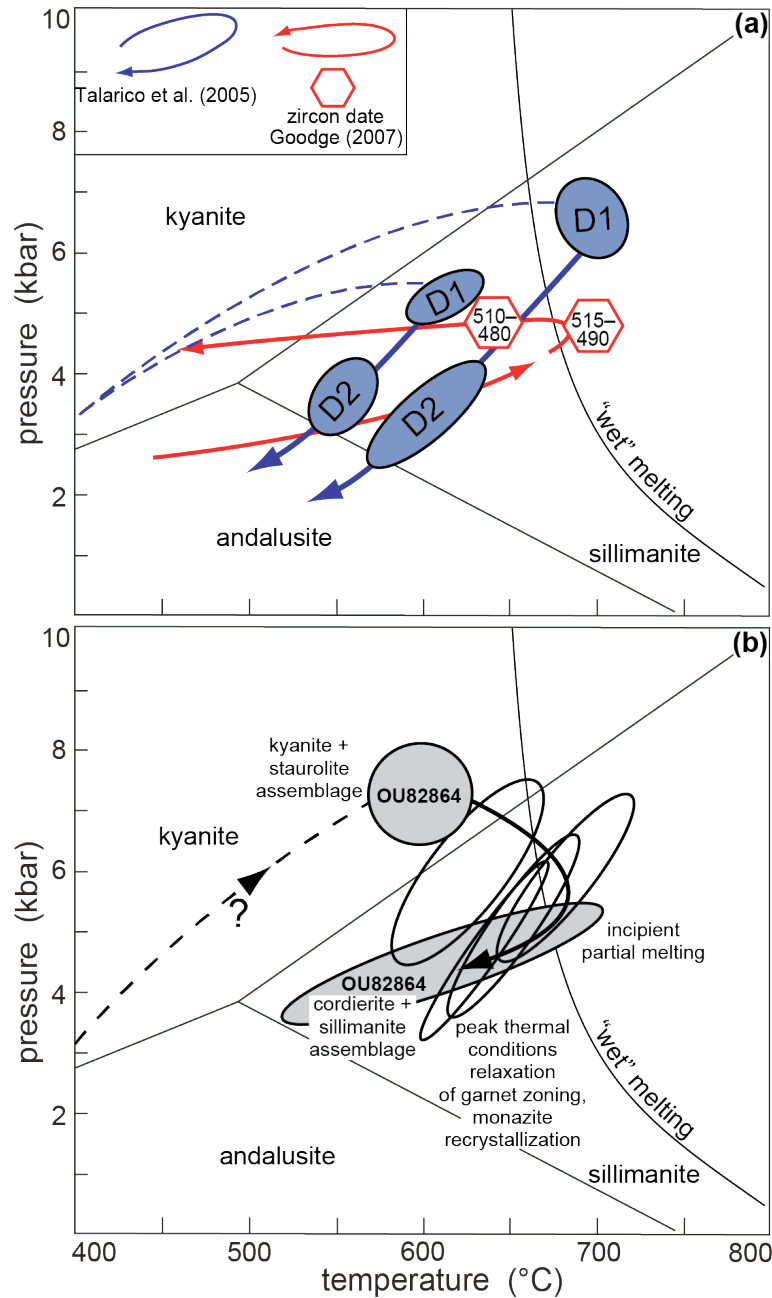 (a)
Talarico et al. (2005)
zircon date
Goodge (2007)
10
8
6
4
2
pressure (kbar)
kyanite
D1
D1
510–
480
515–
490
D2
D2
"wet" melting
andalusite
sillimanite
(b)
10
8
6
4
2
pressure (kbar)
kyanite +
staurolite
assemblage
OU82864
kyanite
?
incipient
partial melting
OU82864
cordierite +
sillimanite
assemblage
peak thermal
conditions
relaxation
of garnet zoning,
monazite
recrystallization
"wet" melting
andalusite
sillimanite
400
500
600
700
800
temperature (°C)